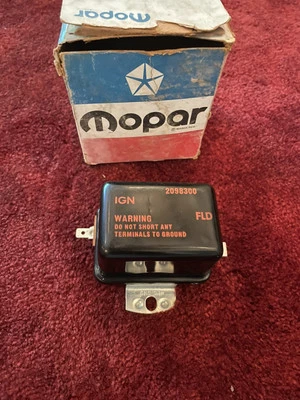 mopar
mopar
2098300
IGN
WARNING
FLD
DO NOT SHORT ANY
TERMINALS TO GROUND